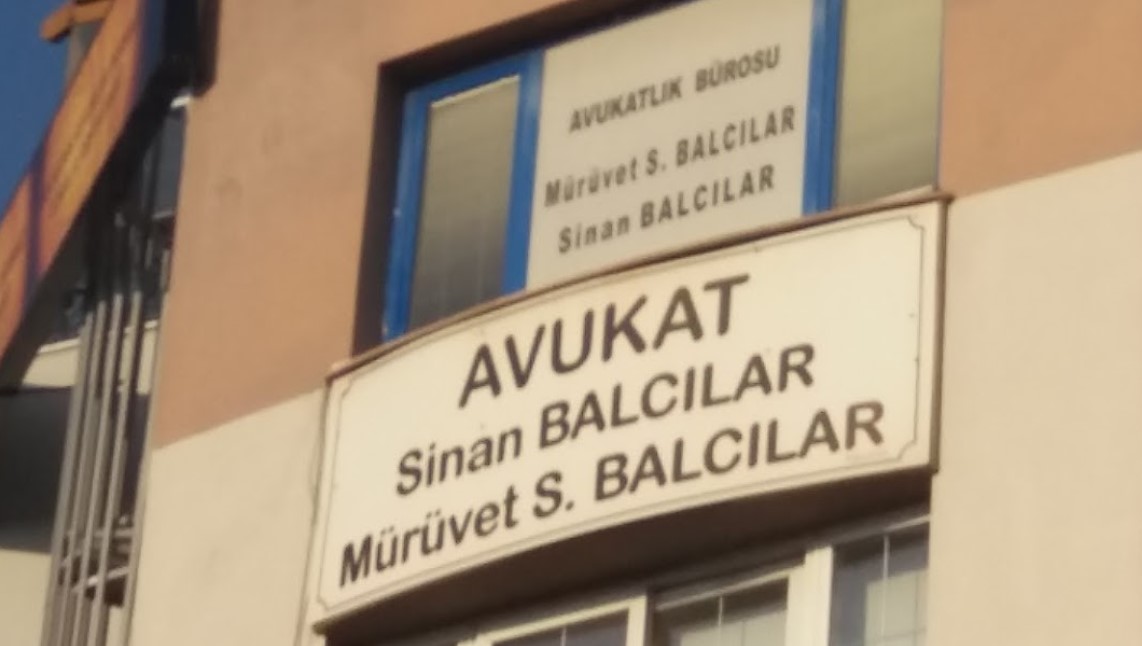 AVUKATLIK BÜROSU
Mürüvet S. BALCILAR
Sinan BALCILAR
AVUKAT
Sinan BALCILAR
Mürüvet S. BALCILAR